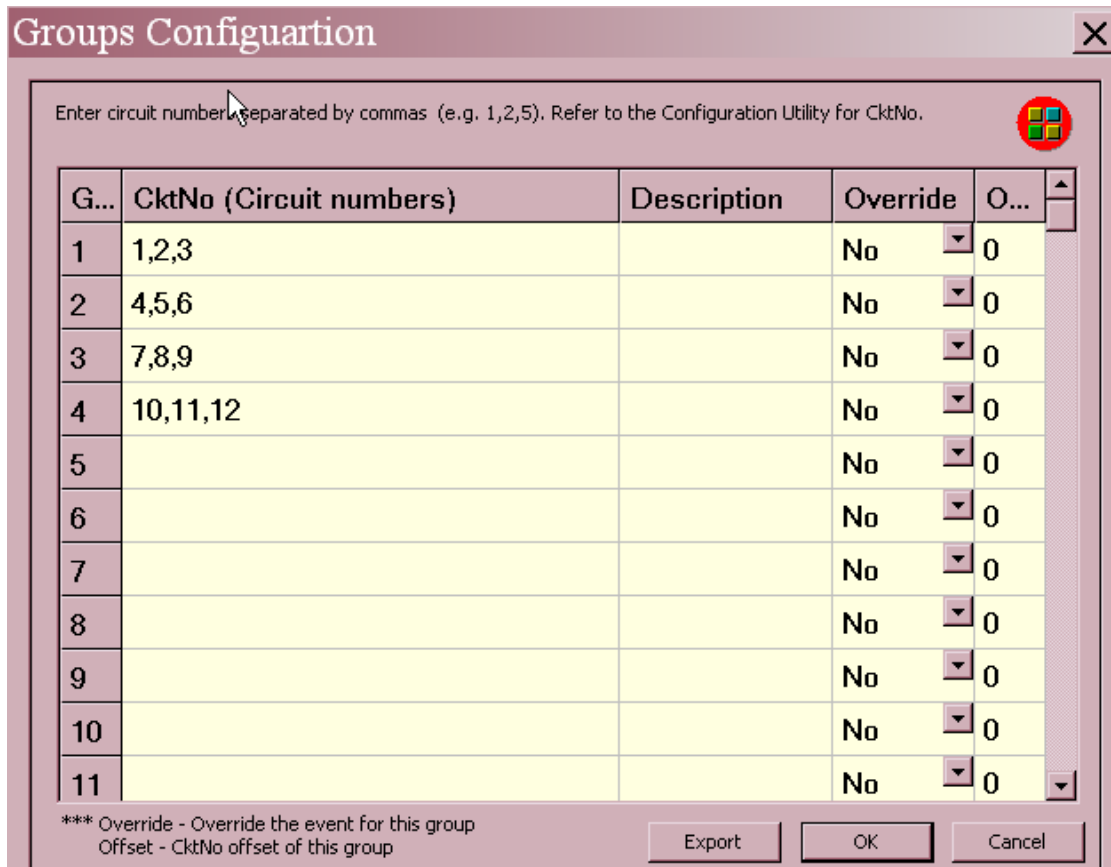 Groups Configuartion
Enter circuit number separated by commas (e.g. 1,2,5). Refer to the Configuration Utility for CktNo.
G... CktNo (Circuit numbers) Description Override O...
1 1,2,3 No 0
2 4,5,6 No 0
3 7,8,9 No 0
4 10,11,12 No 0
5 No 0
6 No 0
7 No 0
8 No 0
9 No 0
10 No 0
11 No 0
*** Override - Override the event for this group
Offset - CktNo offset of this group
Export OK Cancel